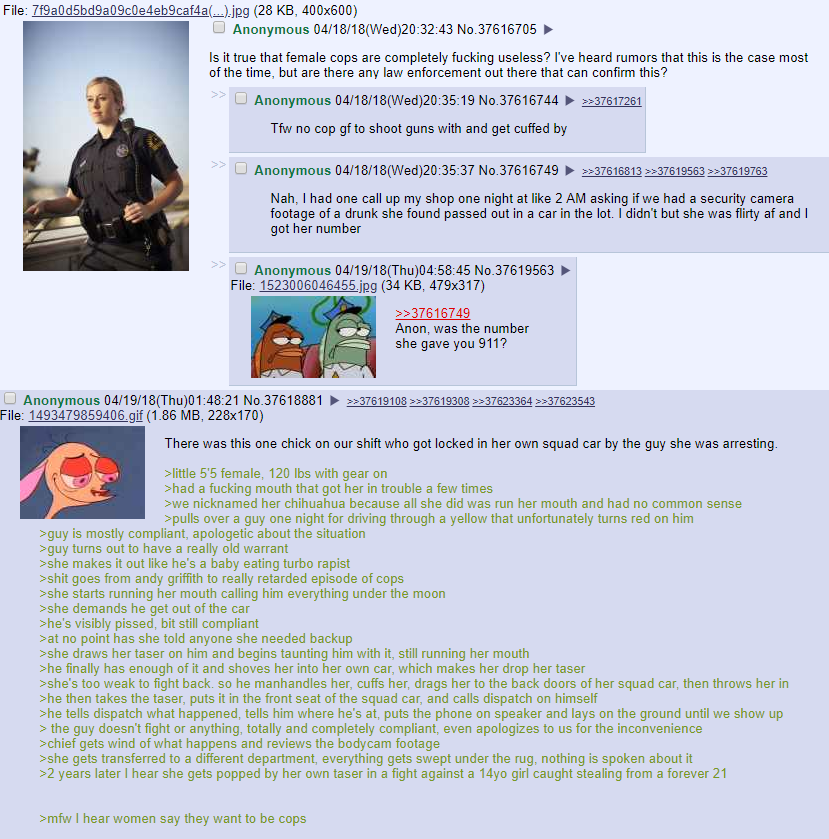 File: 7f9a0d5bd9a09c0e4eb9caf4a(...).jpg (28 KB, 400x600)
Anonymous 04/18/18(Wed)20:32:43 No.37616705 ▶
Is it true that female cops are completely fucking useless? I've heard rumors that this is the case most
of the time, but are there any law enforcement out there that can confirm this?
>> Anonymous 04/18/18(Wed)20:35:19 No.37616744 ▶ >>37617261
Tfw no cop gf to shoot guns with and get cuffed by
>> Anonymous 04/18/18(Wed)20:35:37 No.37616749 ▶ >>37616813 >>37619563 >>37619763
Nah, I had one call up my shop one night at like 2 AM asking if we had a security camera
footage of a drunk she found passed out in a car in the lot. I didn't but she was flirty af and I
got her number
>> Anonymous 04/19/18(Thu)04:58:45 No.37619563 ▶
File: 1523006046455.jpg (34 KB, 479x317)
>>37616749
Anon, was the number
she gave you 911?
Anonymous 04/19/18(Thu)01:48:21 No.37618881 ▶ >>37619108 >>37619308 >>37623364 >>37623543
File: 1493479859406.gif (1.86 MB, 228x170)
There was this one chick on our shift who got locked in her own squad car by the guy she was arresting.
>little 5'5 female, 120 lbs with gear on
>had a fucking mouth that got her in trouble a few times
>we nicknamed her chihuahua because all she did was run her mouth and had no common sense
>pulls over a guy one night for driving through a yellow that unfortunately turns red on him
>guy is mostly compliant, apologetic about the situation
>guy turns out to have a really old warrant
>she makes it out like he's a baby eating turbo rapist
>shit goes from andy griffith to really retarded episode of cops
>she starts running her mouth calling him everything under the moon
>she demands he get out of the car
>he's visibly pissed, bit still compliant
>at no point has she told anyone she needed backup
>she draws her taser on him and begins taunting him with it, still running her mouth
>he finally has enough of it and shoves her into her own car, which makes her drop her taser
>she's too weak to fight back. so he manhandles her, cuffs her, drags her to the back doors of her squad car, then throws her in
>he then takes the taser, puts it in the front seat of the squad car, and calls dispatch on himself
>he tells dispatch what happened, tells him where he's at, puts the phone on speaker and lays on the ground until we show up
> the guy doesn't fight or anything, totally and completely compliant, even apologizes to us for the inconvenience
>chief gets wind of what happens and reviews the bodycam footage
>she gets transferred to a different department, everything gets swept under the rug, nothing is spoken about it
>2 years later I hear she gets popped by her own taser in a fight against a 14yo girl caught stealing from a forever 21
>mfw I hear women say they want to be cops